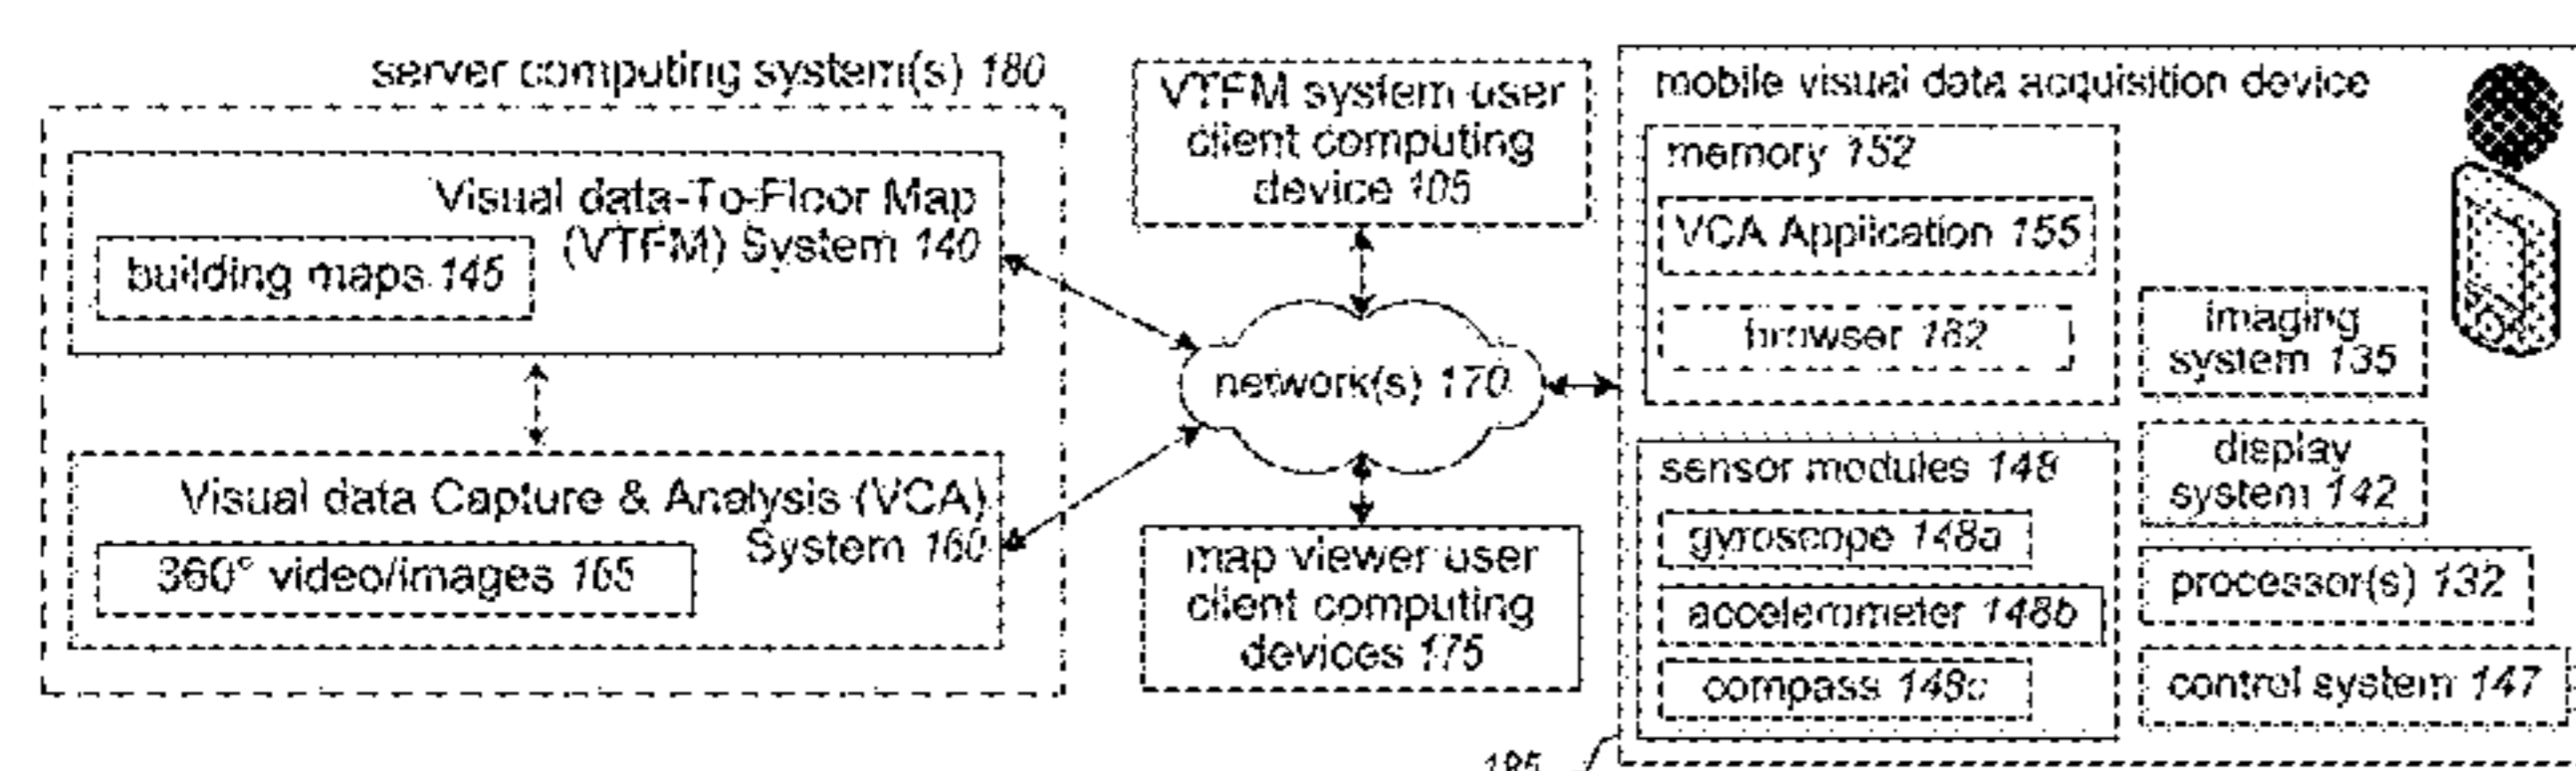 server computing system(s) 180
Visual data-To-Floor Map
(VTFM) System 140
building maps 145
Visual data Capture & Analysis (VCA)
System 160
360° video/images 165
VTFM system user
client computing
device 105
network(s) 170
map viewer user
client computing
devices 175
mobile visual data acquisition device
memory 152
VCA Application 155
browser 162
sensor modules 148
gyroscope 148a
accelerometer 148b
compass 148c
imaging
system 135
display
system 142
processor(s) 132
control system 147
185